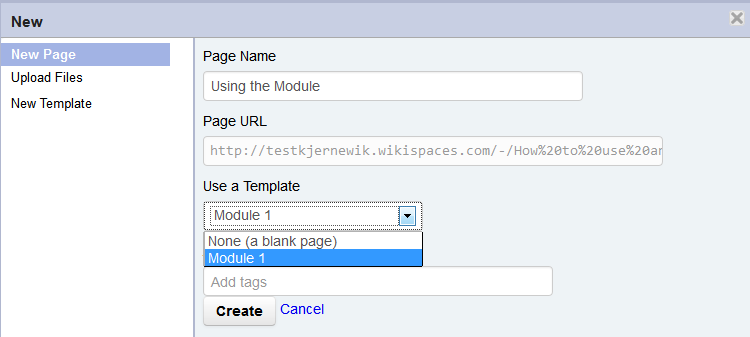 New
New Page
Upload Files
New Template
Page Name
Using the Module
Page URL
http://testkjernewik.wikispaces.com/-/How%20to%20use%20
Use a Template
Module 1
None (a blank page)
Module 1
Add tags
Create Cancel